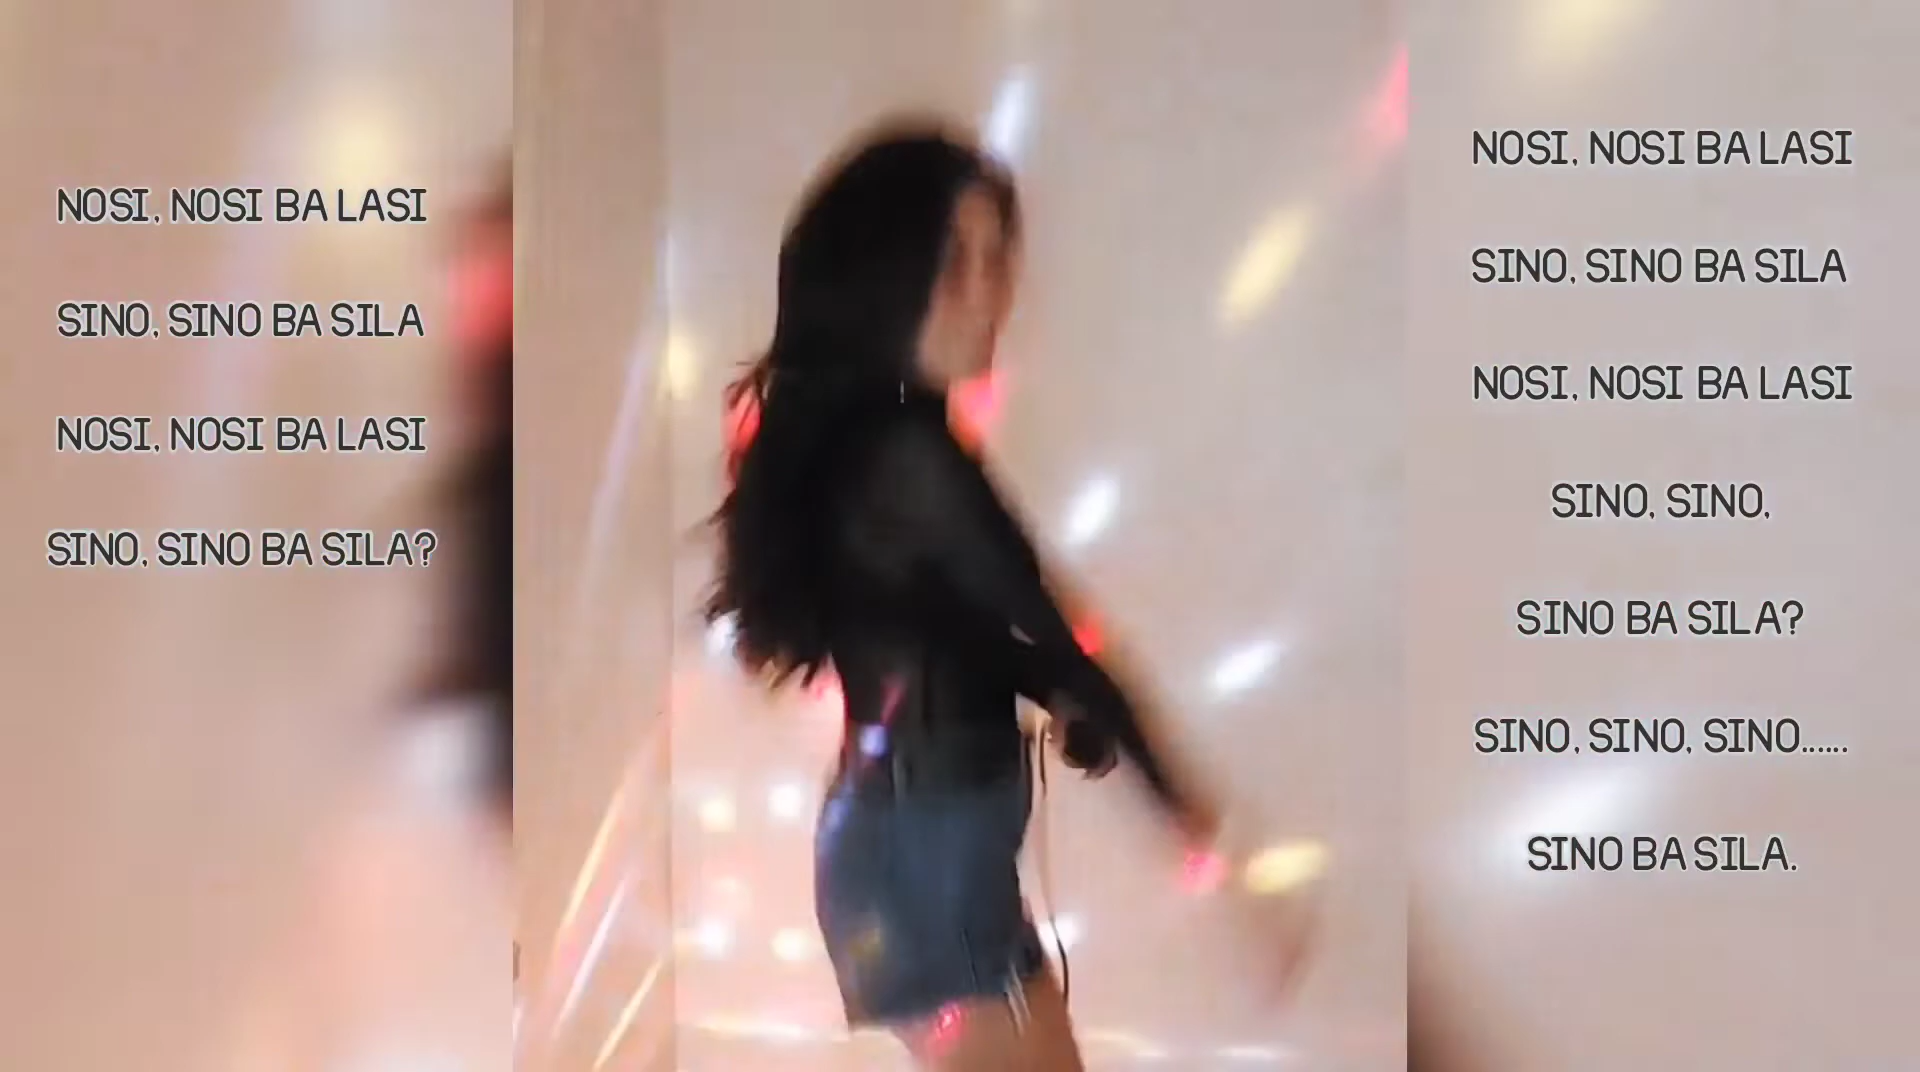 NOSI, NOSI BA LASI
SINO, SINO BA SILA
NOSI, NOSI BA LASI
SINO, SINO BA SILA?
NOSI, NOSI BA LASI
SINO, SINO BA SILA
NOSI, NOSI BA LASI
SINO, SINO,
SINO BA SILA?
SINO, SINO, SINO......
SINO BA SILA.